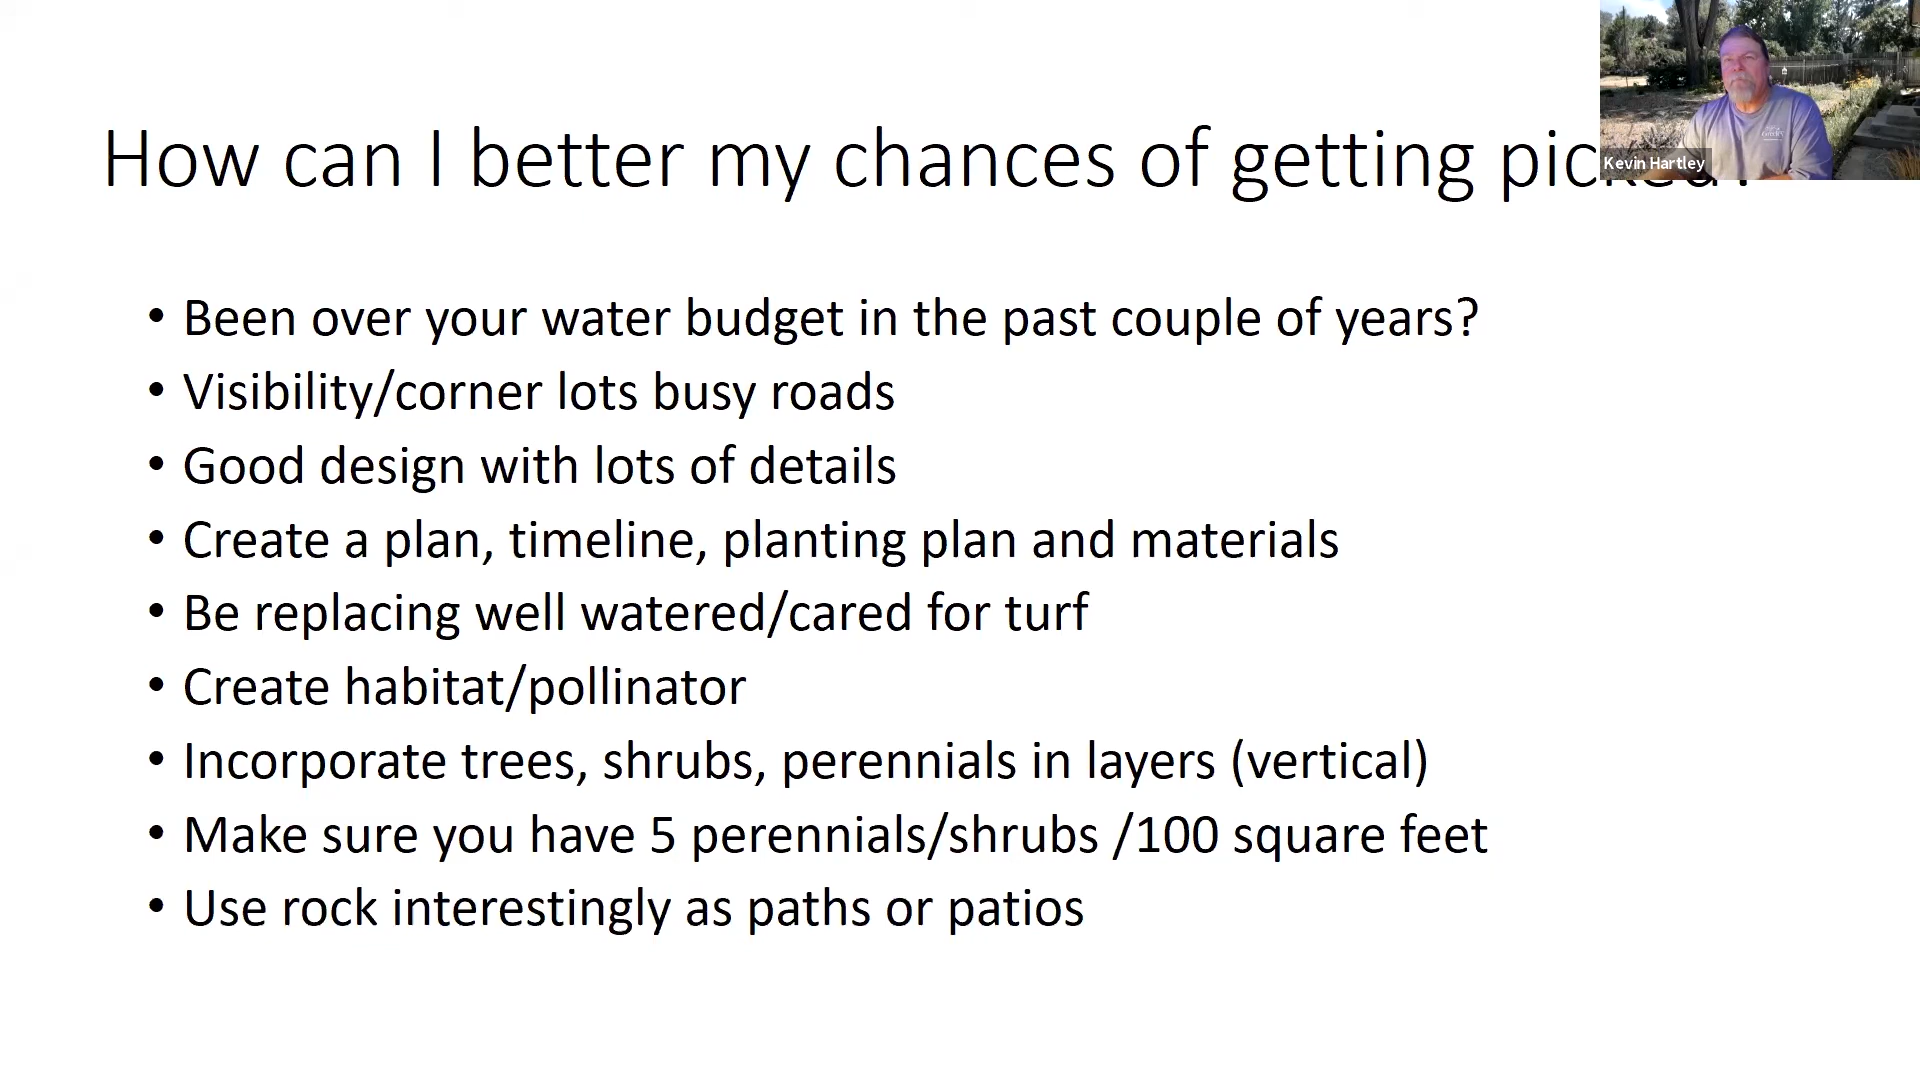 How can I better my chances of getting picked?
Kevin Hartley
• Been over your water budget in the past couple of years?
• Visibility/corner lots busy roads
• Good design with lots of details
• Create a plan, timeline, planting plan and materials
• Be replacing well watered/cared for turf
• Create habitat/pollinator
• Incorporate trees, shrubs, perennials in layers (vertical)
• Make sure you have 5 perennials/shrubs /100 square feet
• Use rock interestingly as paths or patios